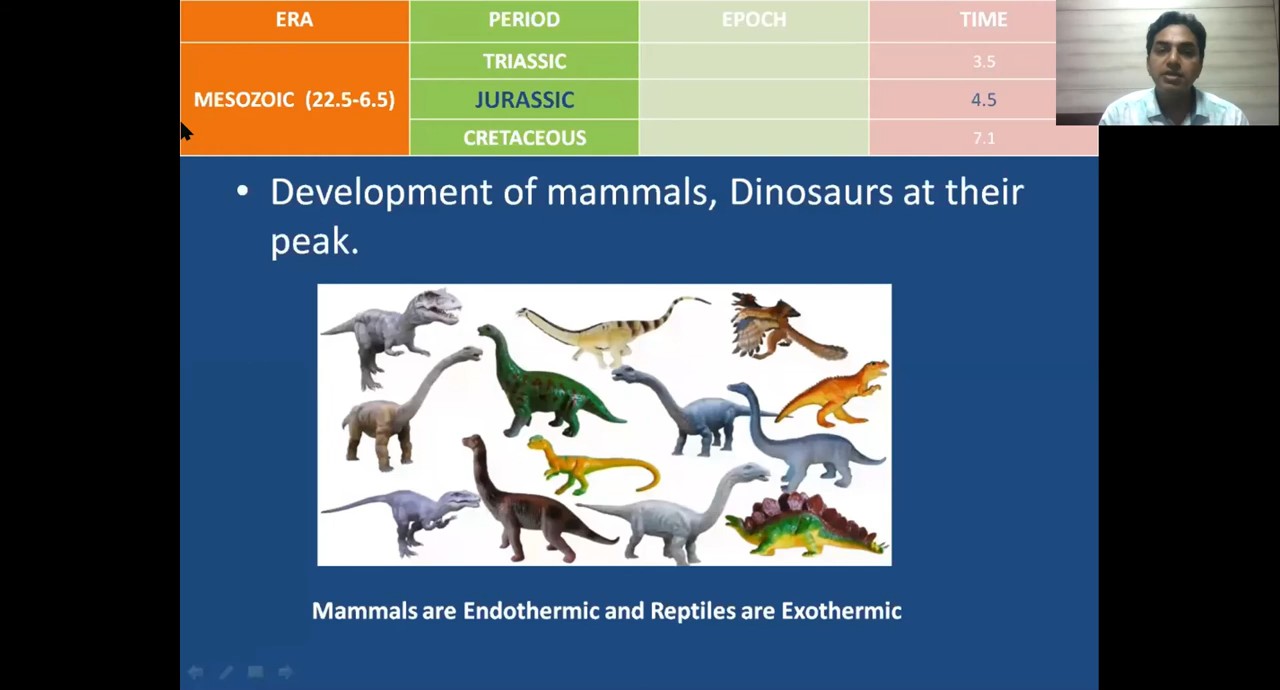 ERA PERIOD EPOCH TIME
TRIASSIC 3.5
MESOZOIC (22.5-6.5) JURASSIC 4.5
CRETACEOUS 7.1
• Development of mammals, Dinosaurs at their
peak.
Mammals are Endothermic and Reptiles are Exothermic